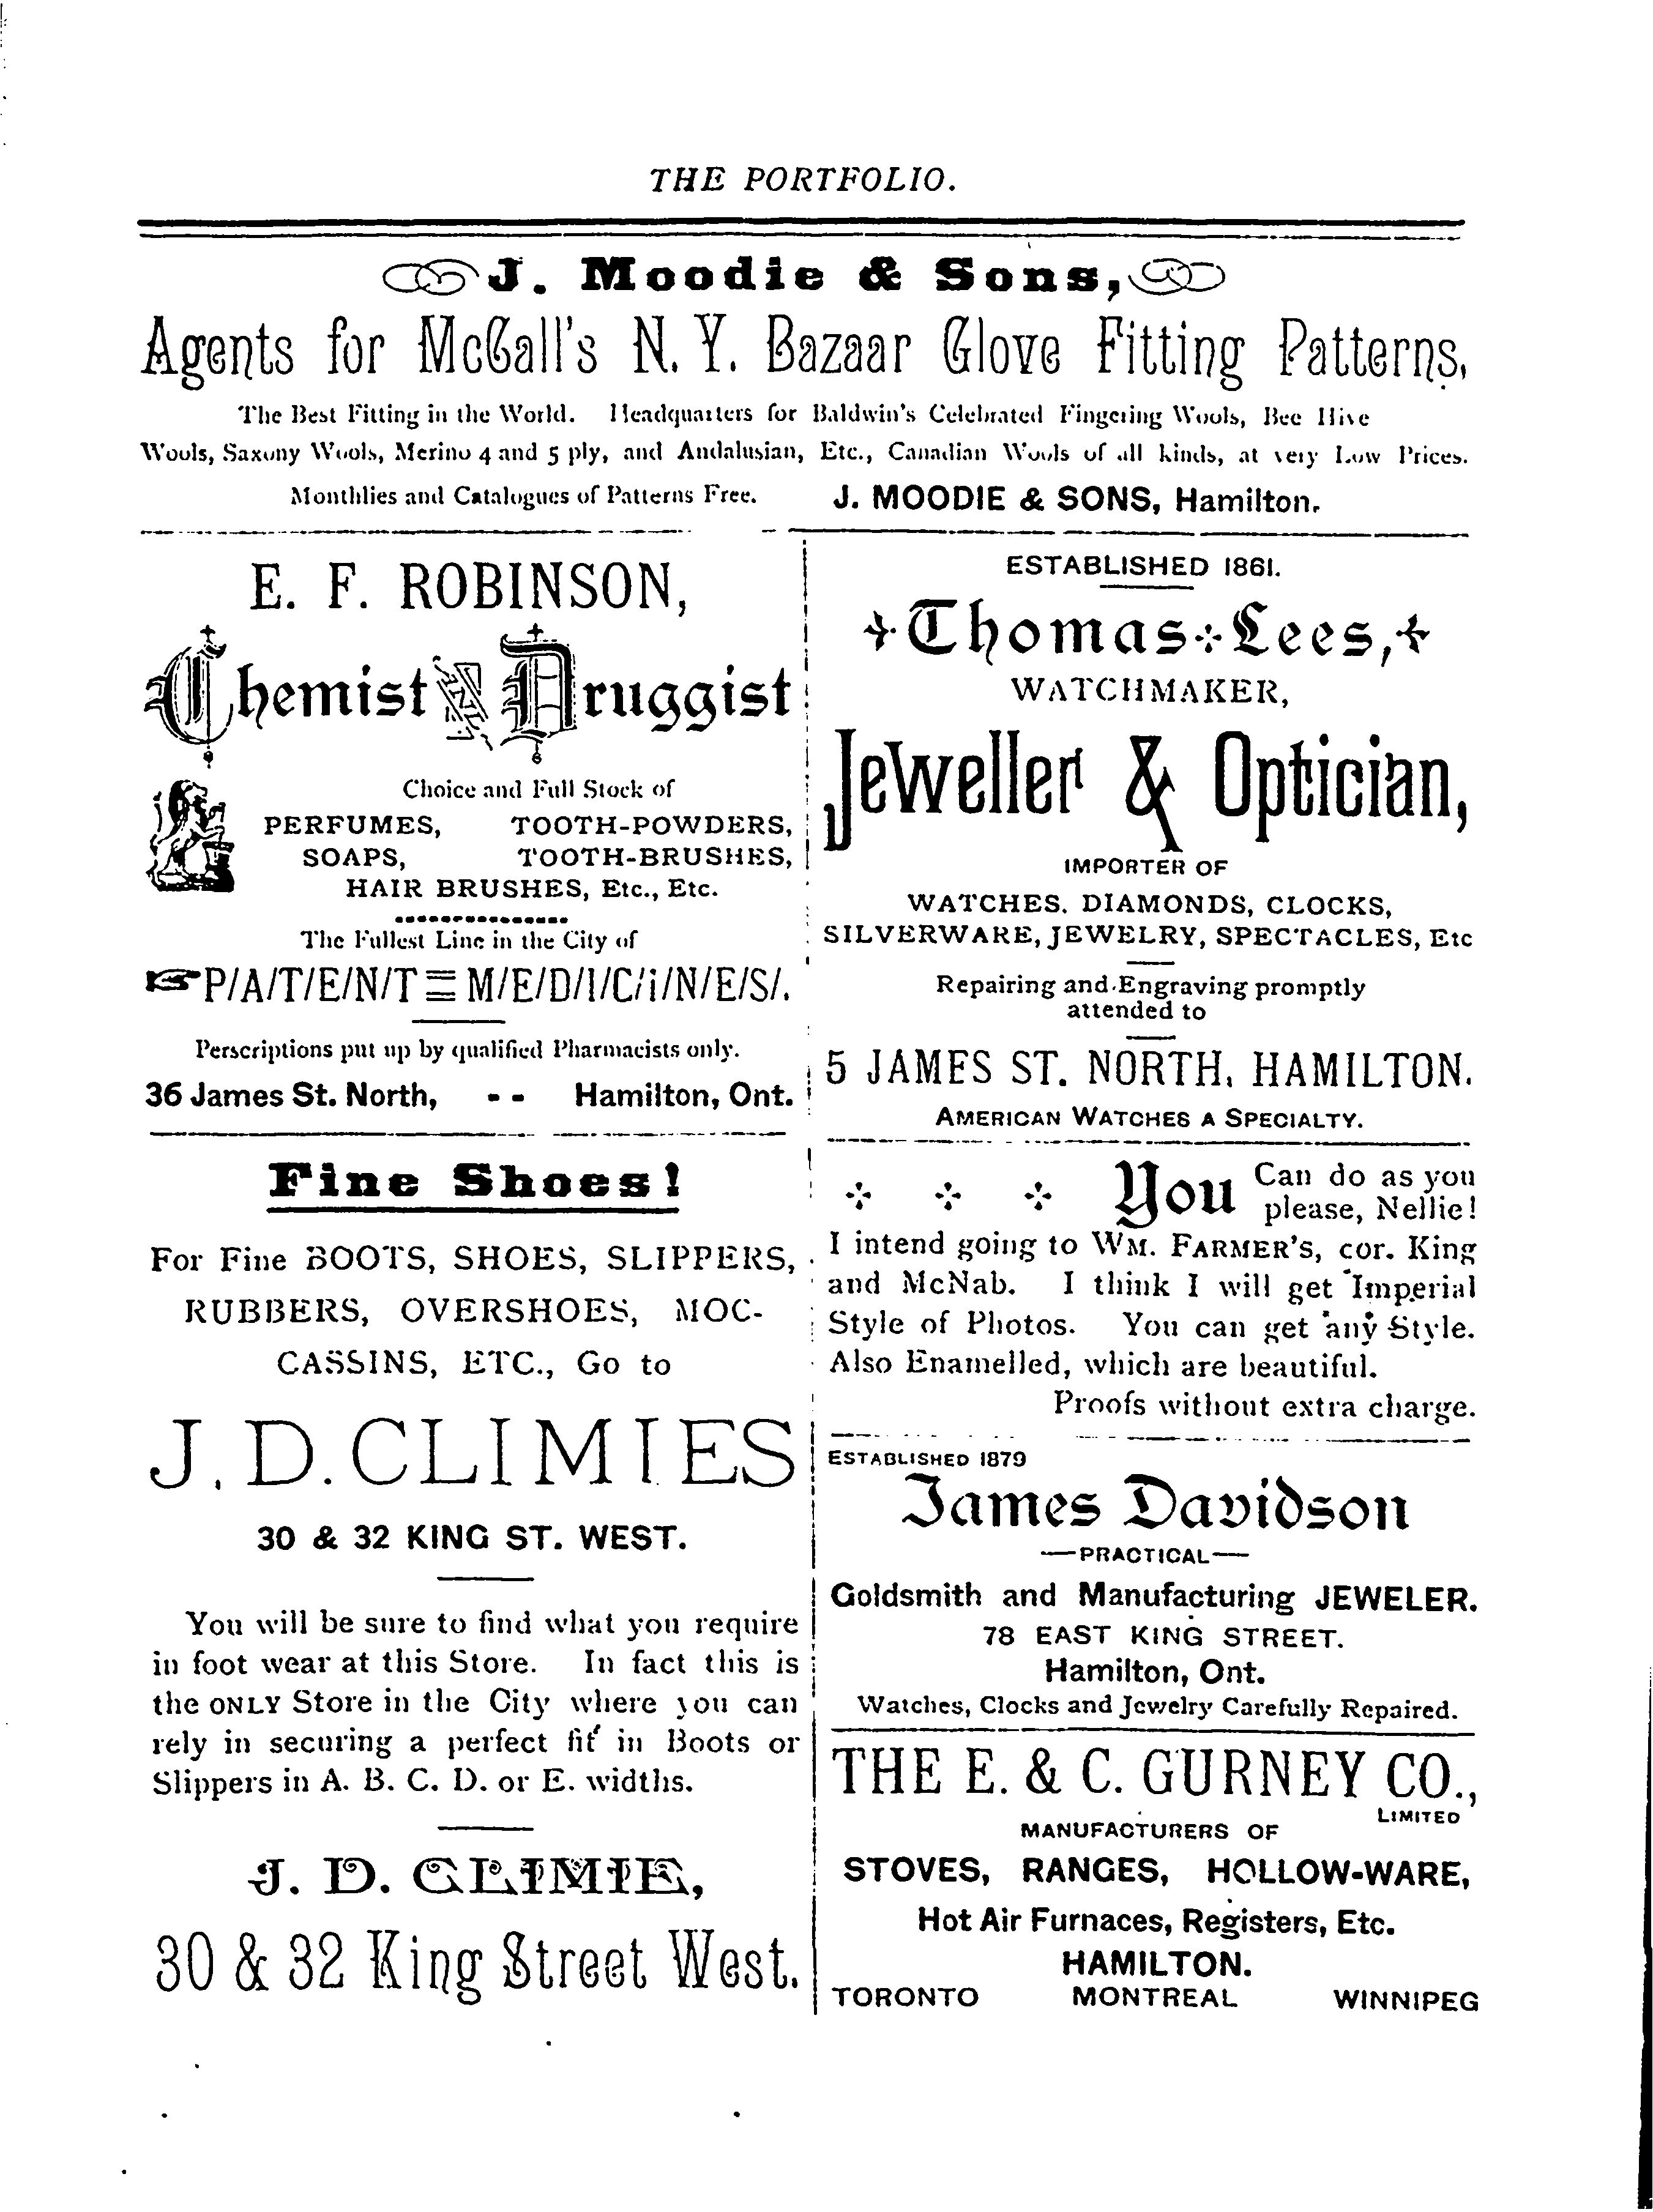 THE PORTFOLIO.
J. Moodie & Sons,
Agents for McCall's N. Y. Bazaar Glove Fitting Patterns,
The Best Fitting in the World. Headquarters for Baldwin's Celebrated Fingering Wools, Bee Hive
Wools, Saxony Wools, Merino 4 and 5 ply, and Andalusian, Etc., Canadian Wools of all kinds, at very Low Prices.
Monthlies and Catalogues of Patterns Free. J. MOODIE & SONS, Hamilton.
E. F. ROBINSON,
Chemist AND Druggist
Choice and Full Stock of
PERFUMES, TOOTH-POWDERS,
SOAPS, TOOTH-BRUSHES,
HAIR BRUSHES, Etc., Etc.
The Fullest Line in the City of
P/A/T/E/N/T M/E/D/I/C/i/N/E/S/.
Perscriptions put up by qualified Pharmacists only.
36 James St. North, - - Hamilton, Ont.
Fine Shoes!
For Fine BOOTS, SHOES, SLIPPERS,
RUBBERS, OVERSHOES, MOC-
CASSINS, ETC., Go to
J. D. CLIMIES
30 & 32 KING ST. WEST.
You will be sure to find what you require
in foot wear at this Store. In fact this is
the ONLY Store in the City where you can
rely in securing a perfect fit in Boots or
Slippers in A. B. C. D. or E. widths.
J. D. CLIMIE,
30 & 32 King Street West.
ESTABLISHED 1861.
Thomas Lees,
WATCHMAKER,
Jeweller & Optician,
IMPORTER OF
WATCHES. DIAMONDS, CLOCKS,
SILVERWARE, JEWELRY, SPECTACLES, Etc
Repairing and Engraving promptly
attended to
5 JAMES ST. NORTH, HAMILTON.
AMERICAN WATCHES A SPECIALTY.
You Can do as you
please, Nellie!
I intend going to WM. FARMER'S, cor. King
and McNab. I think I will get Imperial
Style of Photos. You can get any Style.
Also Enamelled, which are beautiful.
Proofs without extra charge.
ESTABLISHED 1879
James Davidson
—PRACTICAL—
Goldsmith and Manufacturing JEWELER.
78 EAST KING STREET.
Hamilton, Ont.
Watches, Clocks and Jewelry Carefully Repaired.
THE E. & C. GURNEY CO.,
LIMITED
MANUFACTURERS OF
STOVES, RANGES, HOLLOW-WARE,
Hot Air Furnaces, Registers, Etc.
HAMILTON.
TORONTO MONTREAL WINNIPEG